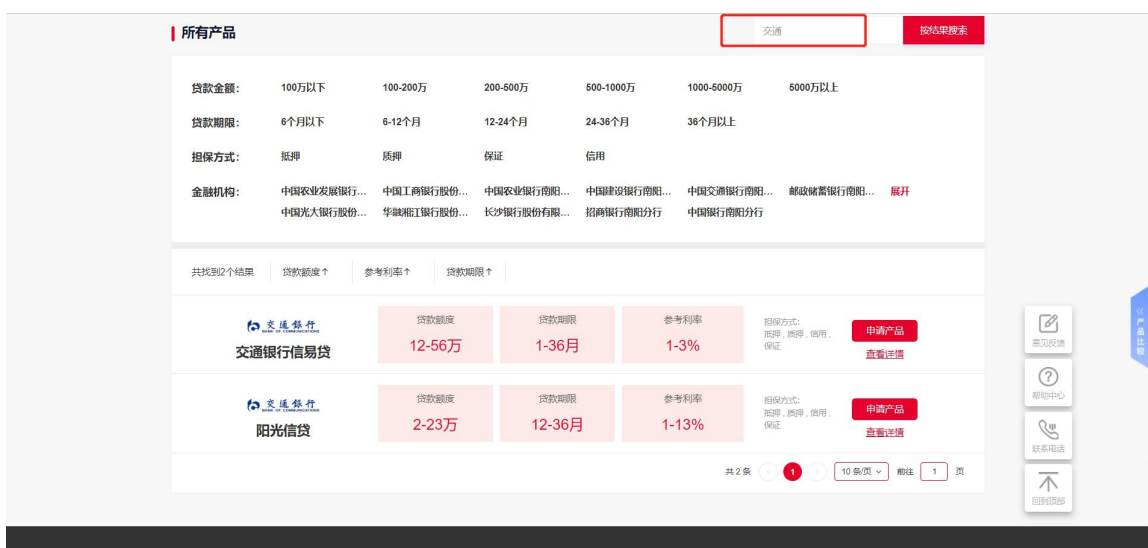 所有产品
交通
按结果搜索
贷款金额： 100万以下 100-200万 200-500万 500-1000万 1000-5000万 5000万以上
贷款期限： 6个月以下 6-12个月 12-24个月 24-36个月 36个月以上
担保方式： 抵押 质押 保证 信用
金融机构： 中国农业发展银行... 中国工商银行股份... 中国农业银行南阳... 中国建设银行南阳... 中国交通银行南阳... 邮政储蓄银行南阳... 展开
中国光大银行股份... 华融湘江银行股份... 长沙银行股份有限... 招商银行南阳分行 中国银行南阳分行
共找到2个结果 贷款额度↑ 参考利率↑ 贷款期限↑
交通銀行
BANK OF COMMUNICATIONS
交通银行信易贷
贷款额度
12-56万
贷款期限
1-36月
参考利率
1-3%
担保方式：
抵押，质押，信用，
保证
申请产品
查看详情
交通銀行
BANK OF COMMUNICATIONS
阳光信贷
贷款额度
2-23万
贷款期限
12-36月
参考利率
1-13%
担保方式：
抵押，质押，信用，
保证
申请产品
查看详情
共 2 条 < 1 > 10 条/页 前往 1 页
<< 产品比较
意见反馈
帮助中心
联系电话
回到顶部